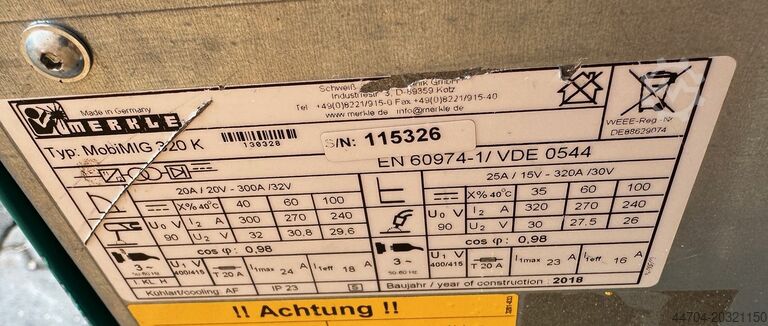 Schweiß nik GmbH
Industriestr. 3, D-89359 Kötz
Tel. +49(0)8221/915-0 Fax +49(0)8221/915-40
www.merkle.de info@merkle.de
Made in Germany
MERKLE
WEEE-Reg.-Nr
DE88629074
Typ: MobiMIG 320 K
138328
S/N: 115326
EN 60974-1/ VDE 0544
20A / 20V - 300A /32V
25A / 15V - 320A /30V
X%40°C 40 60 100
X%40°C 35 60 100
U0 V 90 I2 A 300 270 240
U0 V 90 I2 A 320 270 240
U2 V 32 30,8 29,6
U2 V 30 27.5 26
cos φ: 0,98
cos φ: 0,98
3~ 50-60 Hz U1 V 400/415 T 20 A I1max 24 A I1eff 18 A
3~ 50-60 Hz U1 V 400/415 T 20 A I1max 23 A I1eff 16 A
I.KL H
Kühlart/cooling: AF IP 23 S
Baujahr / year of construction: 2018
!! Achtung !!
44704-20321150